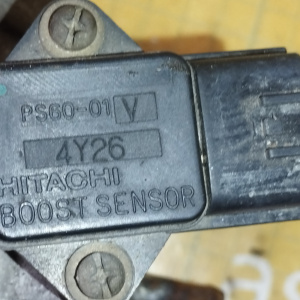 PS60-01 V
4Y26
HITACHI
BOOST SENSOR